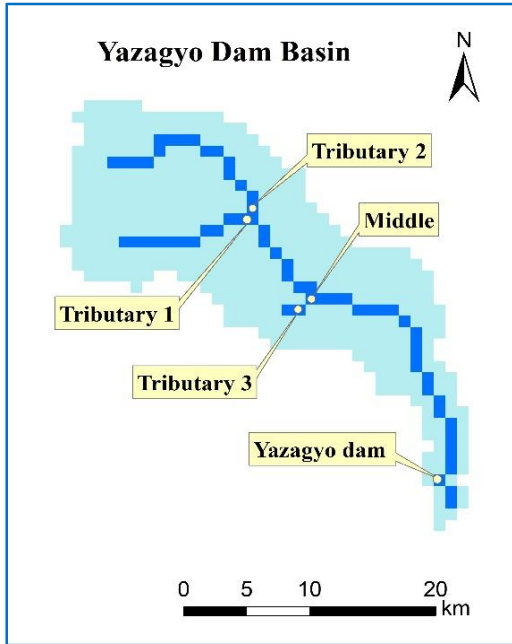 Yazagyo Dam Basin
N
Tributary 2
Middle
Tributary 1
Tributary 3
Yazagyo dam
0 5 10 20
km